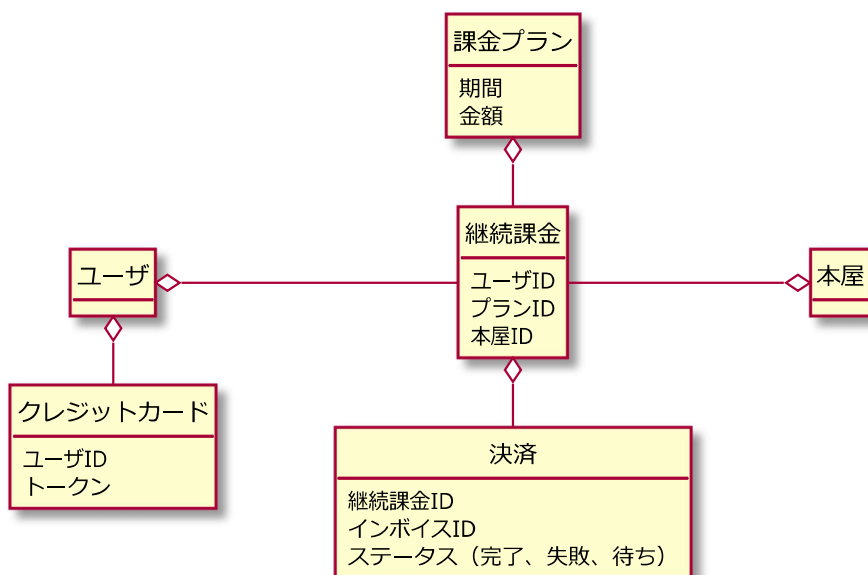 課金プラン
期間
金額
継続課金
ユーザID
プランID
本屋ID
ユーザ
本屋
クレジットカード
ユーザID
トークン
決済
継続課金ID
インボイスID
ステータス（完了、失敗、待ち）